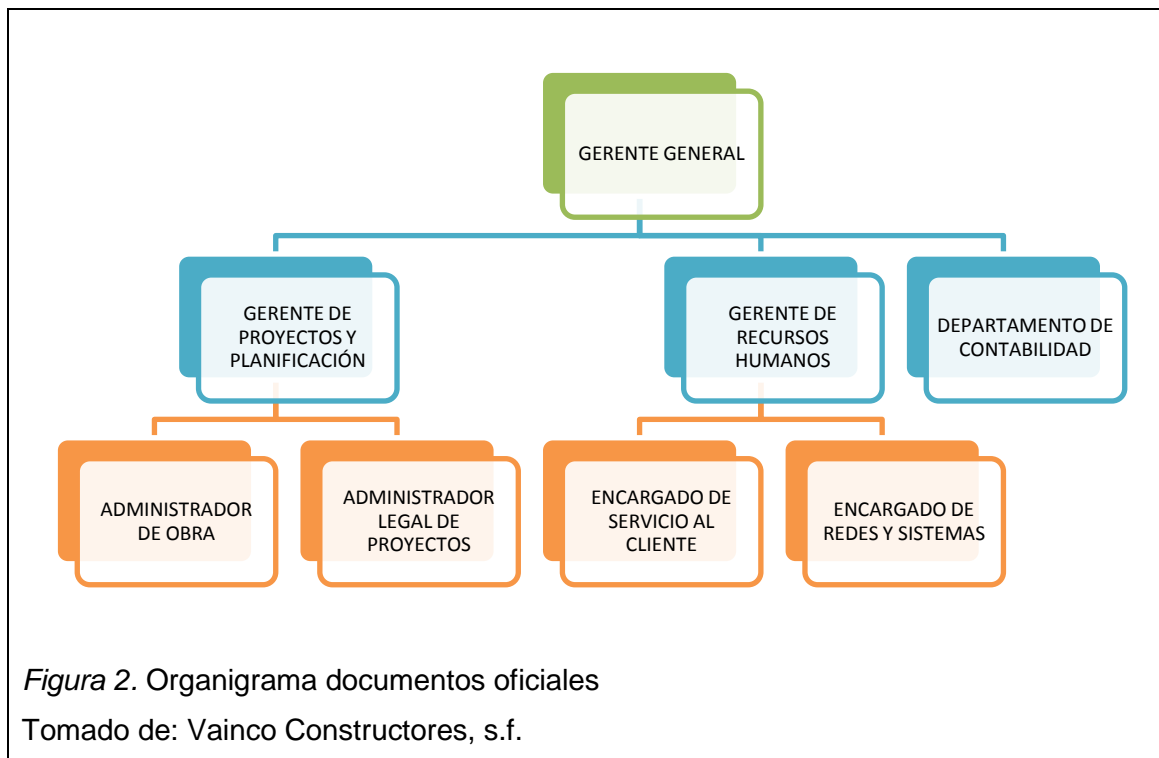 GERENTE GENERAL
GERENTE DE
PROYECTOS Y
PLANIFICACIÓN
GERENTE DE
RECURSOS
HUMANOS
DEPARTAMENTO DE
CONTABILIDAD
ADMINISTRADOR
DE OBRA
ADMINISTRADOR
LEGAL DE
PROYECTOS
ENCARGADO DE
SERVICIO AL
CLIENTE
ENCARGADO DE
REDES Y SISTEMAS
Figura 2. Organigrama documentos oficiales
Tomado de: Vainco Constructores, s.f.